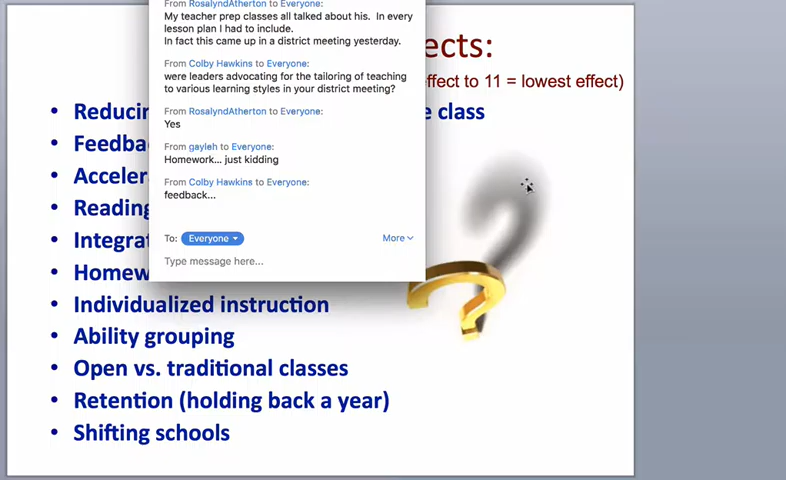 From RosalyndAtherton to Everyone:
My teacher prep classes all talked about his. In every
lesson plan I had to include.
In fact this came up in a district meeting yesterday.
From Colby Hawkins to Everyone:
were leaders advocating for the tailoring of teaching
to various learning styles in your district meeting?
From RosalyndAtherton to Everyone:
Yes
From gayleh to Everyone:
Homework... just kidding
From Colby Hawkins to Everyone:
feedback...
To: Everyone More
Type message here...
ects:
effect to 11 = lowest effect)
• Reducin e class
• Feedba
• Acceler
• Reading
• Integrat
• Homew
• Individualized instruction
• Ability grouping
• Open vs. traditional classes
• Retention (holding back a year)
• Shifting schools